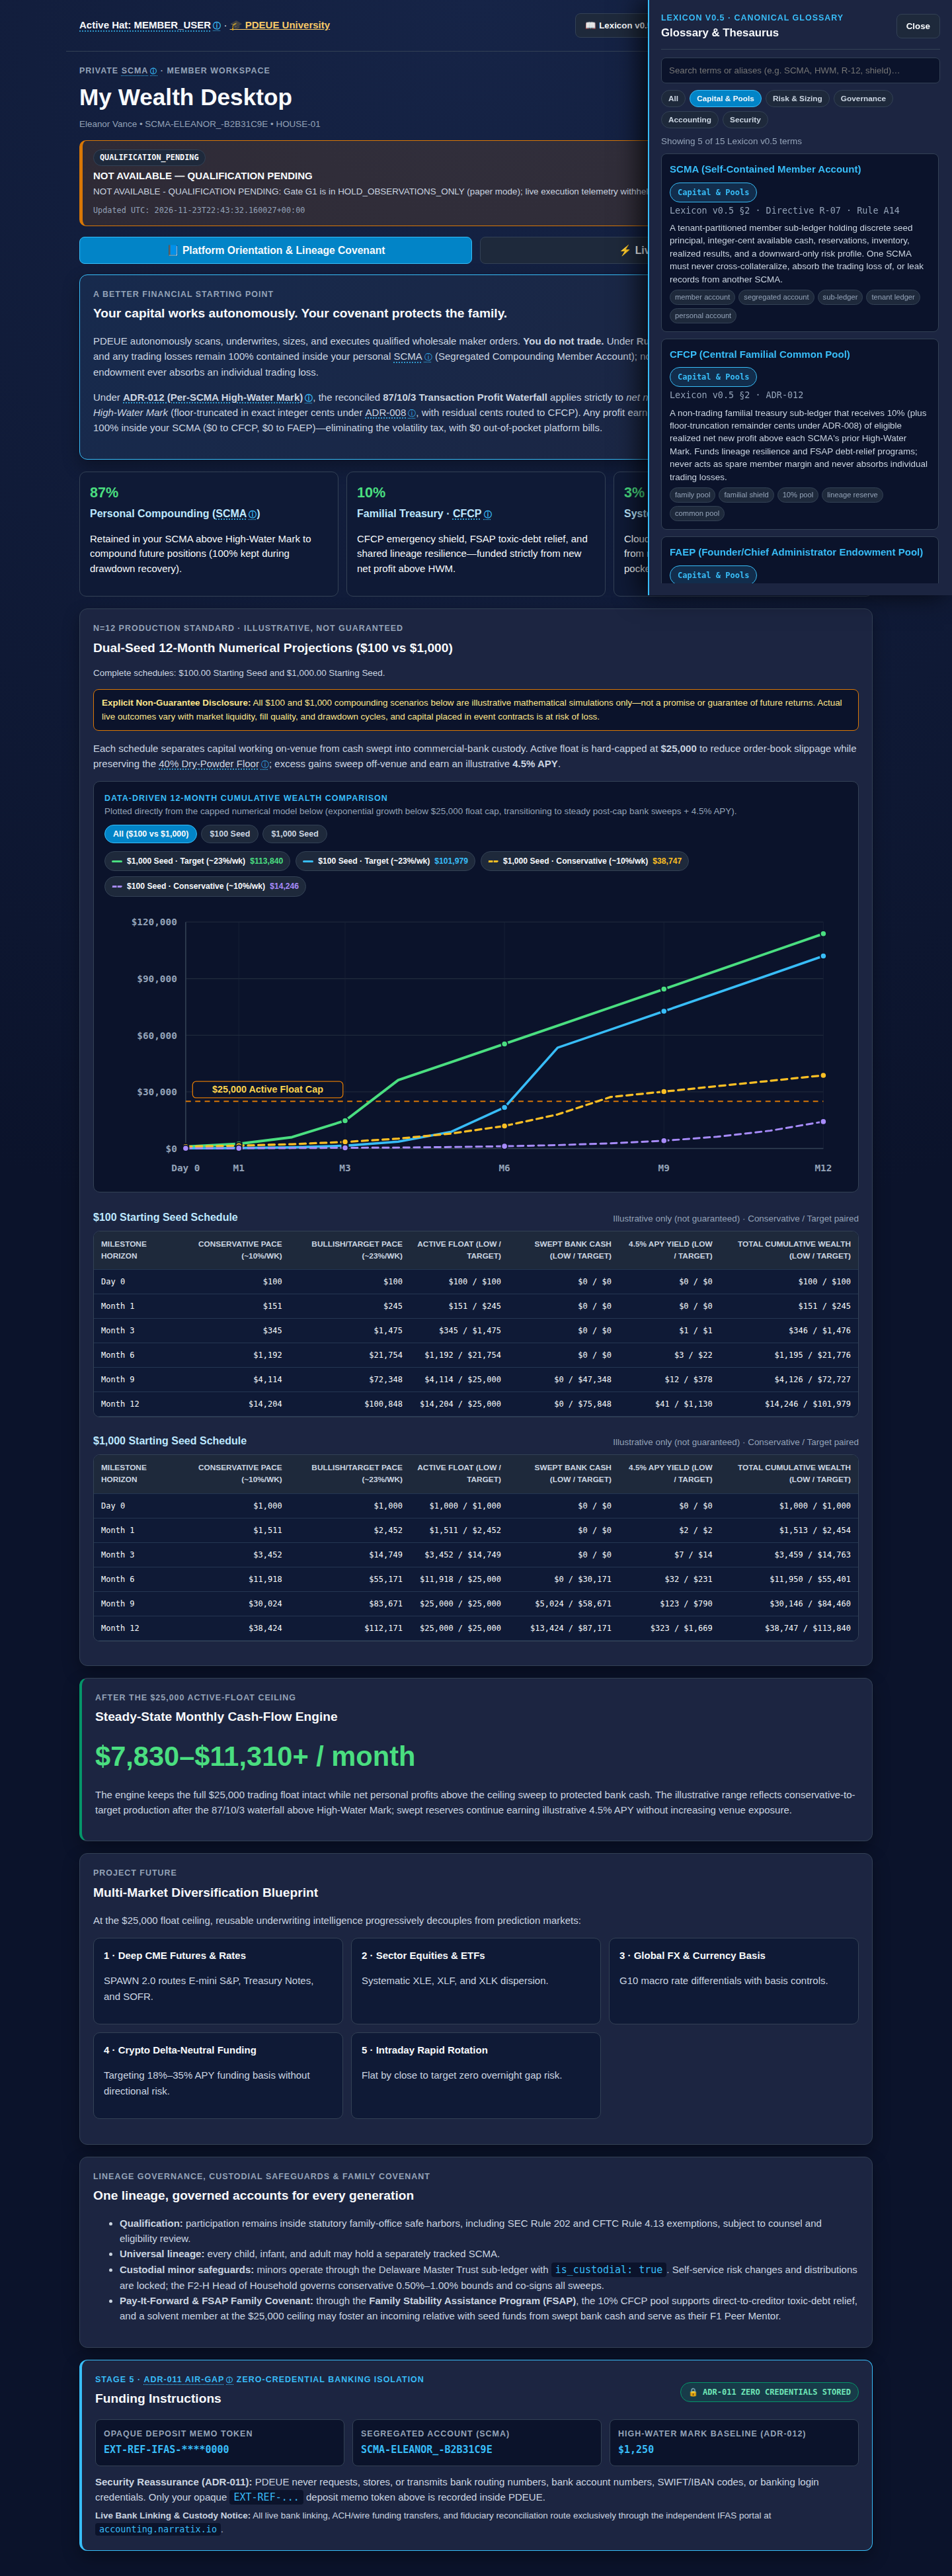 Active Hat: MEMBER_USER ⓘ · 🎓 PDEUE University
📖 Lexicon v0.
PRIVATE SCMA ⓘ · MEMBER WORKSPACE
My Wealth Desktop
Eleanor Vance • SCMA-ELEANOR_-B2B31C9E • HOUSE-01
QUALIFICATION_PENDING
NOT AVAILABLE — QUALIFICATION PENDING
NOT AVAILABLE - QUALIFICATION PENDING: Gate G1 is in HOLD_OBSERVATIONS_ONLY (paper mode); live execution telemetry withhel
Updated UTC: 2026-11-23T22:43:32.160027+00:00
📘 Platform Orientation & Lineage Covenant
⚡ Liv
A BETTER FINANCIAL STARTING POINT
Your capital works autonomously. Your covenant protects the family.
PDEUE autonomously scans, underwrites, sizes, and executes qualified wholesale maker orders. You do not trade. Under Ru
and any trading losses remain 100% contained inside your personal SCMA ⓘ (Segregated Compounding Member Account); no
endowment ever absorbs an individual trading loss.
Under ADR-012 (Per-SCMA High-Water Mark) ⓘ, the reconciled 87/10/3 Transaction Profit Waterfall applies strictly to net n
High-Water Mark (floor-truncated in exact integer cents under ADR-008 ⓘ, with residual cents routed to CFCP). Any profit earn
100% inside your SCMA ($0 to CFCP, $0 to FAEP)—eliminating the volatility tax, with $0 out-of-pocket platform bills.
87%
Personal Compounding (SCMA ⓘ)
Retained in your SCMA above High-Water Mark to
compound future positions (100% kept during
drawdown recovery).
10%
Familial Treasury · CFCP ⓘ
CFCP emergency shield, FSAP toxic-debt relief, and
shared lineage resilience—funded strictly from new
net profit above HWM.
3%
Syste
Cloud
from n
pocke
LEXICON V0.5 · CANONICAL GLOSSARY
Glossary & Thesaurus
Close
Search terms or aliases (e.g. SCMA, HWM, R-12, shield)…
All
Capital & Pools
Risk & Sizing
Governance
Accounting
Security
Showing 5 of 15 Lexicon v0.5 terms
SCMA (Self-Contained Member Account)
Capital & Pools
Lexicon v0.5 §2 · Directive R-07 · Rule A14
A tenant-partitioned member sub-ledger holding discrete seed
principal, integer-cent available cash, reservations, inventory,
realized results, and a downward-only risk profile. One SCMA
must never cross-collateralize, absorb the trading loss of, or leak
records from another SCMA.
member account
segregated account
sub-ledger
tenant ledger
personal account
CFCP (Central Familial Common Pool)
Capital & Pools
Lexicon v0.5 §2 · ADR-012
A non-trading familial treasury sub-ledger that receives 10% (plus
floor-truncation remainder cents under ADR-008) of eligible
realized net new profit above each SCMA's prior High-Water
Mark. Funds lineage resilience and FSAP debt-relief programs;
never acts as spare member margin and never absorbs individual
trading losses.
family pool
familial shield
10% pool
lineage reserve
common pool
FAEP (Founder/Chief Administrator Endowment Pool)
Capital & Pools
N=12 PRODUCTION STANDARD · ILLUSTRATIVE, NOT GUARANTEED
Dual-Seed 12-Month Numerical Projections ($100 vs $1,000)
Complete schedules: $100.00 Starting Seed and $1,000.00 Starting Seed.
Explicit Non-Guarantee Disclosure: All $100 and $1,000 compounding scenarios below are illustrative mathematical simulations only—not a promise or guarantee of future returns. Actual
live outcomes vary with market liquidity, fill quality, and drawdown cycles, and capital placed in event contracts is at risk of loss.
Each schedule separates capital working on-venue from cash swept into commercial-bank custody. Active float is hard-capped at $25,000 to reduce order-book slippage while
preserving the 40% Dry-Powder Floor ⓘ; excess gains sweep off-venue and earn an illustrative 4.5% APY.
DATA-DRIVEN 12-MONTH CUMULATIVE WEALTH COMPARISON
Plotted directly from the capped numerical model below (exponential growth below $25,000 float cap, transitioning to steady post-cap bank sweeps + 4.5% APY).
All ($100 vs $1,000)
$100 Seed
$1,000 Seed
$1,000 Seed · Target (~23%/wk) $113,840
$100 Seed · Target (~23%/wk) $101,979
$1,000 Seed · Conservative (~10%/wk) $38,747
$100 Seed · Conservative (~10%/wk) $14,246
$120,000
$90,000
$60,000
$30,000
$0
$25,000 Active Float Cap
Day 0 M1 M3 M6 M9 M12
$100 Starting Seed Schedule
Illustrative only (not guaranteed) · Conservative / Target paired
MILESTONE HORIZON | CONSERVATIVE PACE (~10%/WK) | BULLISH/TARGET PACE (~23%/WK) | ACTIVE FLOAT (LOW / TARGET) | SWEPT BANK CASH (LOW / TARGET) | 4.5% APY YIELD (LOW / TARGET) | TOTAL CUMULATIVE WEALTH (LOW / TARGET)
Day 0 $100 $100 $100 / $100 $0 / $0 $0 / $0 $100 / $100
Month 1 $151 $245 $151 / $245 $0 / $0 $0 / $0 $151 / $245
Month 3 $345 $1,475 $345 / $1,475 $0 / $0 $1 / $1 $346 / $1,476
Month 6 $1,192 $21,754 $1,192 / $21,754 $0 / $0 $3 / $22 $1,195 / $21,776
Month 9 $4,114 $72,348 $4,114 / $25,000 $0 / $47,348 $12 / $378 $4,126 / $72,727
Month 12 $14,204 $100,848 $14,204 / $25,000 $0 / $75,848 $41 / $1,130 $14,246 / $101,979
$1,000 Starting Seed Schedule
Illustrative only (not guaranteed) · Conservative / Target paired
MILESTONE HORIZON | CONSERVATIVE PACE (~10%/WK) | BULLISH/TARGET PACE (~23%/WK) | ACTIVE FLOAT (LOW / TARGET) | SWEPT BANK CASH (LOW / TARGET) | 4.5% APY YIELD (LOW / TARGET) | TOTAL CUMULATIVE WEALTH (LOW / TARGET)
Day 0 $1,000 $1,000 $1,000 / $1,000 $0 / $0 $0 / $0 $1,000 / $1,000
Month 1 $1,511 $2,452 $1,511 / $2,452 $0 / $0 $2 / $2 $1,513 / $2,454
Month 3 $3,452 $14,749 $3,452 / $14,749 $0 / $0 $7 / $14 $3,459 / $14,763
Month 6 $11,918 $55,171 $11,918 / $25,000 $0 / $30,171 $32 / $231 $11,950 / $55,401
Month 9 $30,024 $83,671 $25,000 / $25,000 $5,024 / $58,671 $123 / $790 $30,146 / $84,460
Month 12 $38,424 $112,171 $25,000 / $25,000 $13,424 / $87,171 $323 / $1,669 $38,747 / $113,840
AFTER THE $25,000 ACTIVE-FLOAT CEILING
Steady-State Monthly Cash-Flow Engine
$7,830–$11,310+ / month
The engine keeps the full $25,000 trading float intact while net personal profits above the ceiling sweep to protected bank cash. The illustrative range reflects conservative-to-
target production after the 87/10/3 waterfall above High-Water Mark; swept reserves continue earning illustrative 4.5% APY without increasing venue exposure.
PROJECT FUTURE
Multi-Market Diversification Blueprint
At the $25,000 float ceiling, reusable underwriting intelligence progressively decouples from prediction markets:
1 · Deep CME Futures & Rates
SPAWN 2.0 routes E-mini S&P, Treasury Notes,
and SOFR.
2 · Sector Equities & ETFs
Systematic XLE, XLF, and XLK dispersion.
3 · Global FX & Currency Basis
G10 macro rate differentials with basis controls.
4 · Crypto Delta-Neutral Funding
Targeting 18%–35% APY funding basis without
directional risk.
5 · Intraday Rapid Rotation
Flat by close to target zero overnight gap risk.
LINEAGE GOVERNANCE, CUSTODIAL SAFEGUARDS & FAMILY COVENANT
One lineage, governed accounts for every generation
• Qualification: participation remains inside statutory family-office safe harbors, including SEC Rule 202 and CFTC Rule 4.13 exemptions, subject to counsel and
eligibility review.
• Universal lineage: every child, infant, and adult may hold a separately tracked SCMA.
• Custodial minor safeguards: minors operate through the Delaware Master Trust sub-ledger with is_custodial: true. Self-service risk changes and distributions
are locked; the F2-H Head of Household governs conservative 0.50%–1.00% bounds and co-signs all sweeps.
• Pay-It-Forward & FSAP Family Covenant: through the Family Stability Assistance Program (FSAP), the 10% CFCP pool supports direct-to-creditor toxic-debt relief,
and a solvent member at the $25,000 ceiling may foster an incoming relative with seed funds from swept bank cash and serve as their F1 Peer Mentor.
STAGE 5 · ADR-011 AIR-GAP ⓘ ZERO-CREDENTIAL BANKING ISOLATION
Funding Instructions
🔒 ADR-011 ZERO CREDENTIALS STORED
OPAQUE DEPOSIT MEMO TOKEN
EXT-REF-IFAS-****0000
SEGREGATED ACCOUNT (SCMA)
SCMA-ELEANOR_-B2B31C9E
HIGH-WATER MARK BASELINE (ADR-012)
$1,250
Security Reassurance (ADR-011): PDEUE never requests, stores, or transmits bank routing numbers, bank account numbers, SWIFT/IBAN codes, or banking login
credentials. Only your opaque EXT-REF-... deposit memo token above is recorded inside PDEUE.
Live Bank Linking & Custody Notice: All live bank linking, ACH/wire funding transfers, and fiduciary reconciliation route exclusively through the independent IFAS portal at
accounting.narratix.io.